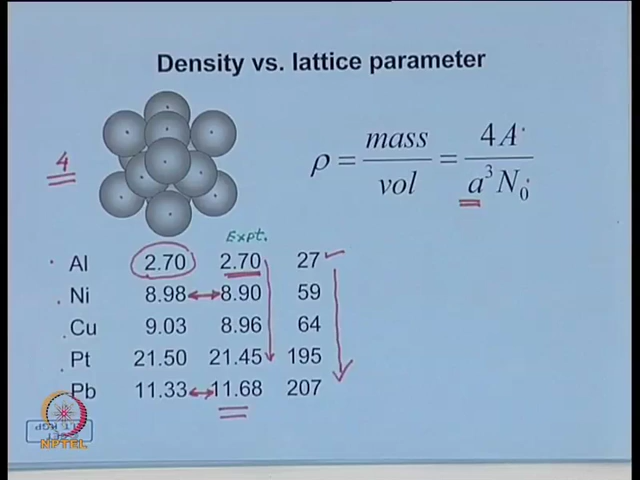 Density vs. lattice parameter
4
ρ = mass / vol = 4A / a³N₀
Expt.
Al 2.70 2.70 27
Ni 8.98 8.90 59
Cu 9.03 8.96 64
Pt 21.50 21.45 195
Pb 11.33 11.68 207
NPTEL